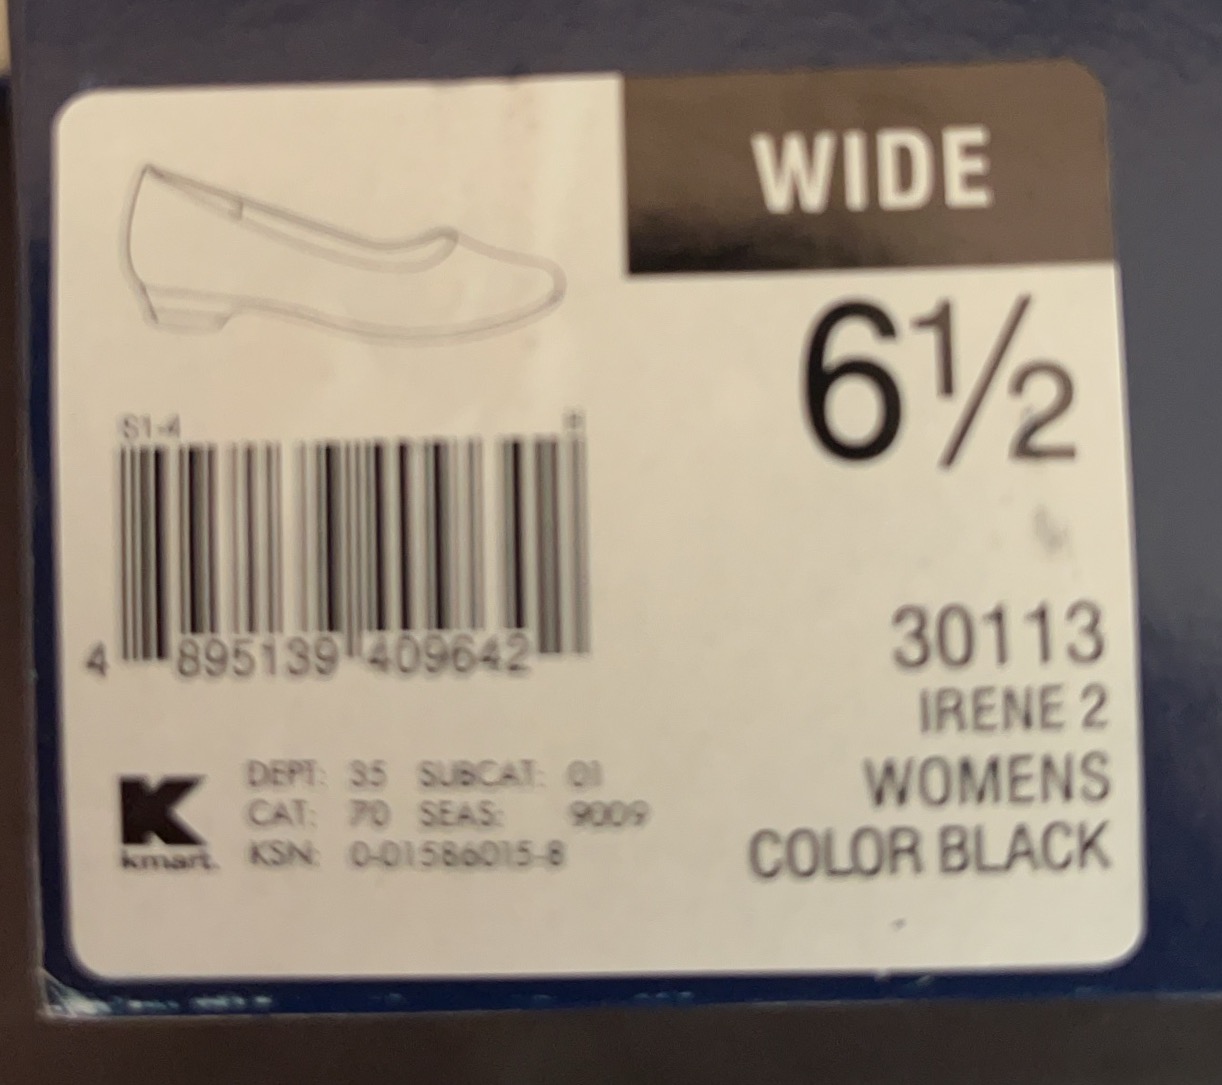 WIDE
6½
S1-4
4 895139 409642
30113
IRENE 2
WOMENS
COLOR BLACK
K
kmart.
DEPT: 35 SUBCAT: 01
CAT: 70 SEAS: 9009
KSN: 0-01586015-8